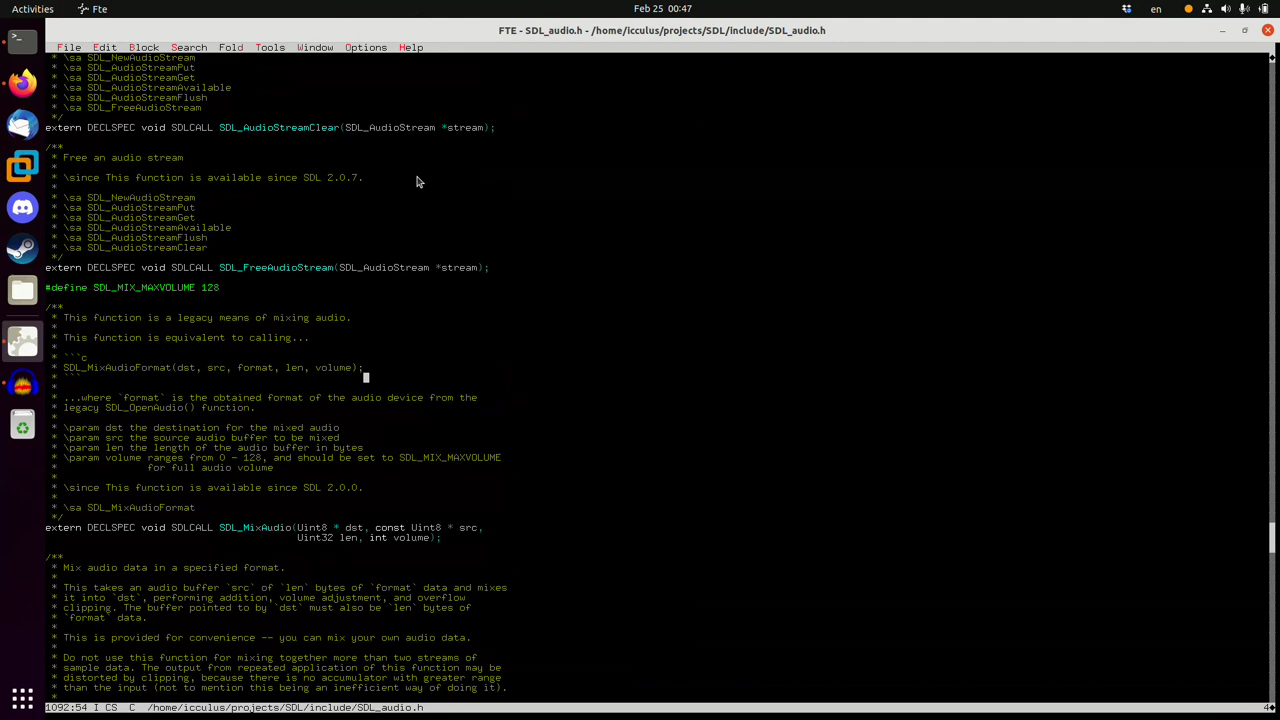 Activities
Fte
Feb 25 00:47
en
FTE - SDL_audio.h - /home/icculus/projects/SDL/include/SDL_audio.h
File Edit Block Search Fold Tools Window Options Help
* \sa SDL_NewAudioStream
* \sa SDL_AudioStreamPut
* \sa SDL_AudioStreamGet
* \sa SDL_AudioStreamAvailable
* \sa SDL_AudioStreamFlush
* \sa SDL_FreeAudioStream
*/
extern DECLSPEC void SDLCALL SDL_AudioStreamClear(SDL_AudioStream *stream);
/**
* Free an audio stream
*
* \since This function is available since SDL 2.0.7.
*
* \sa SDL_NewAudioStream
* \sa SDL_AudioStreamPut
* \sa SDL_AudioStreamGet
* \sa SDL_AudioStreamAvailable
* \sa SDL_AudioStreamFlush
* \sa SDL_AudioStreamClear
*/
extern DECLSPEC void SDLCALL SDL_FreeAudioStream(SDL_AudioStream *stream);
#define SDL_MIX_MAXVOLUME 128
/**
* This function is a legacy means of mixing audio.
*
* This function is equivalent to calling...
*
* ```c
* SDL_MixAudioFormat(dst, src, format, len, volume);
* ```
*
* ...where `format` is the obtained format of the audio device from the
* legacy SDL_OpenAudio() function.
*
* \param dst the destination for the mixed audio
* \param src the source audio buffer to be mixed
* \param len the length of the audio buffer in bytes
* \param volume ranges from 0 - 128, and should be set to SDL_MIX_MAXVOLUME
* for full audio volume
*
* \since This function is available since SDL 2.0.0.
*
* \sa SDL_MixAudioFormat
*/
extern DECLSPEC void SDLCALL SDL_MixAudio(Uint8 * dst, const Uint8 * src,
Uint32 len, int volume);
/**
* Mix audio data in a specified format.
*
* This takes an audio buffer `src` of `len` bytes of `format` data and mixes
* it into `dst`, performing addition, volume adjustment, and overflow
* clipping. The buffer pointed to by `dst` must also be `len` bytes of
* `format` data.
*
* This is provided for convenience -- you can mix your own audio data.
*
* Do not use this function for mixing together more than two streams of
* sample data. The output from repeated application of this function may be
* distorted by clipping, because there is no accumulator with greater range
* than the input (not to mention this being an inefficient way of doing it).
*
1092:54 I CS C /home/icculus/projects/SDL/include/SDL_audio.h
4